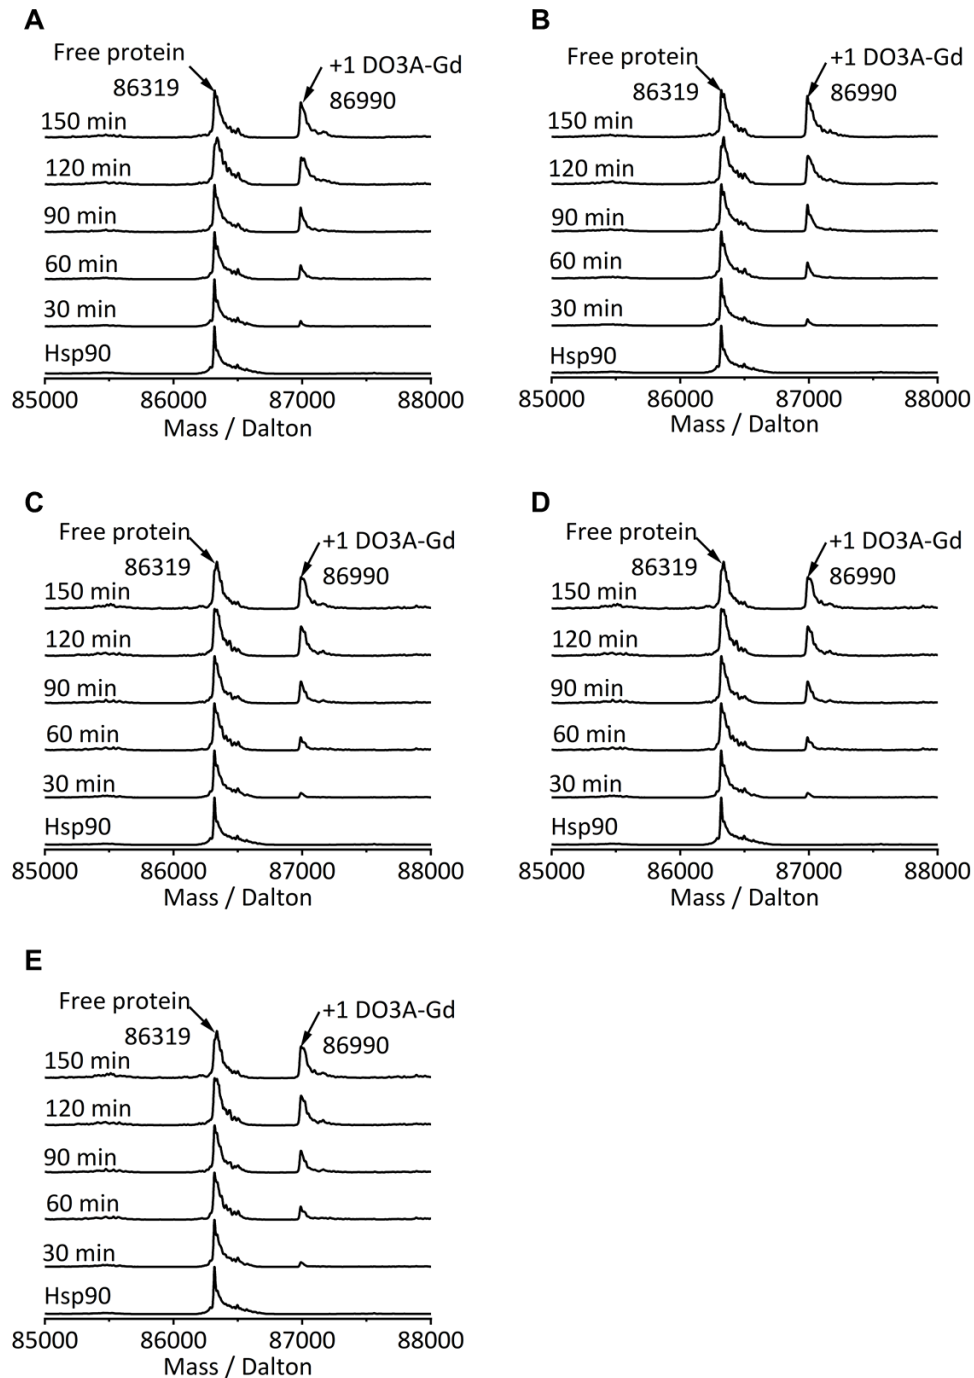 A
Free protein
86319
+1 DO3A-Gd
86990
150 min
120 min
90 min
60 min
30 min
Hsp90
85000 86000 87000 88000
Mass / Dalton
B
Free protein
86319
+1 DO3A-Gd
86990
150 min
120 min
90 min
60 min
30 min
Hsp90
85000 86000 87000 88000
Mass / Dalton
C
Free protein
86319
+1 DO3A-Gd
86990
150 min
120 min
90 min
60 min
30 min
Hsp90
85000 86000 87000 88000
Mass / Dalton
D
Free protein
86319
+1 DO3A-Gd
86990
150 min
120 min
90 min
60 min
30 min
Hsp90
85000 86000 87000 88000
Mass / Dalton
E
Free protein
86319
+1 DO3A-Gd
86990
150 min
120 min
90 min
60 min
30 min
Hsp90
85000 86000 87000 88000
Mass / Dalton